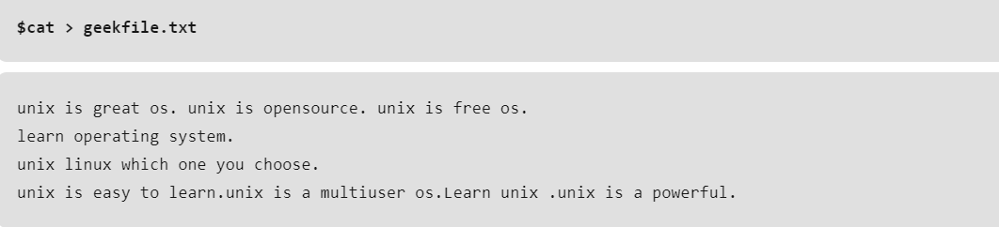 $cat > geekfile.txt
unix is great os. unix is opensource. unix is free os.
learn operating system.
unix linux which one you choose.
unix is easy to learn.unix is a multiuser os.Learn unix .unix is a powerful.